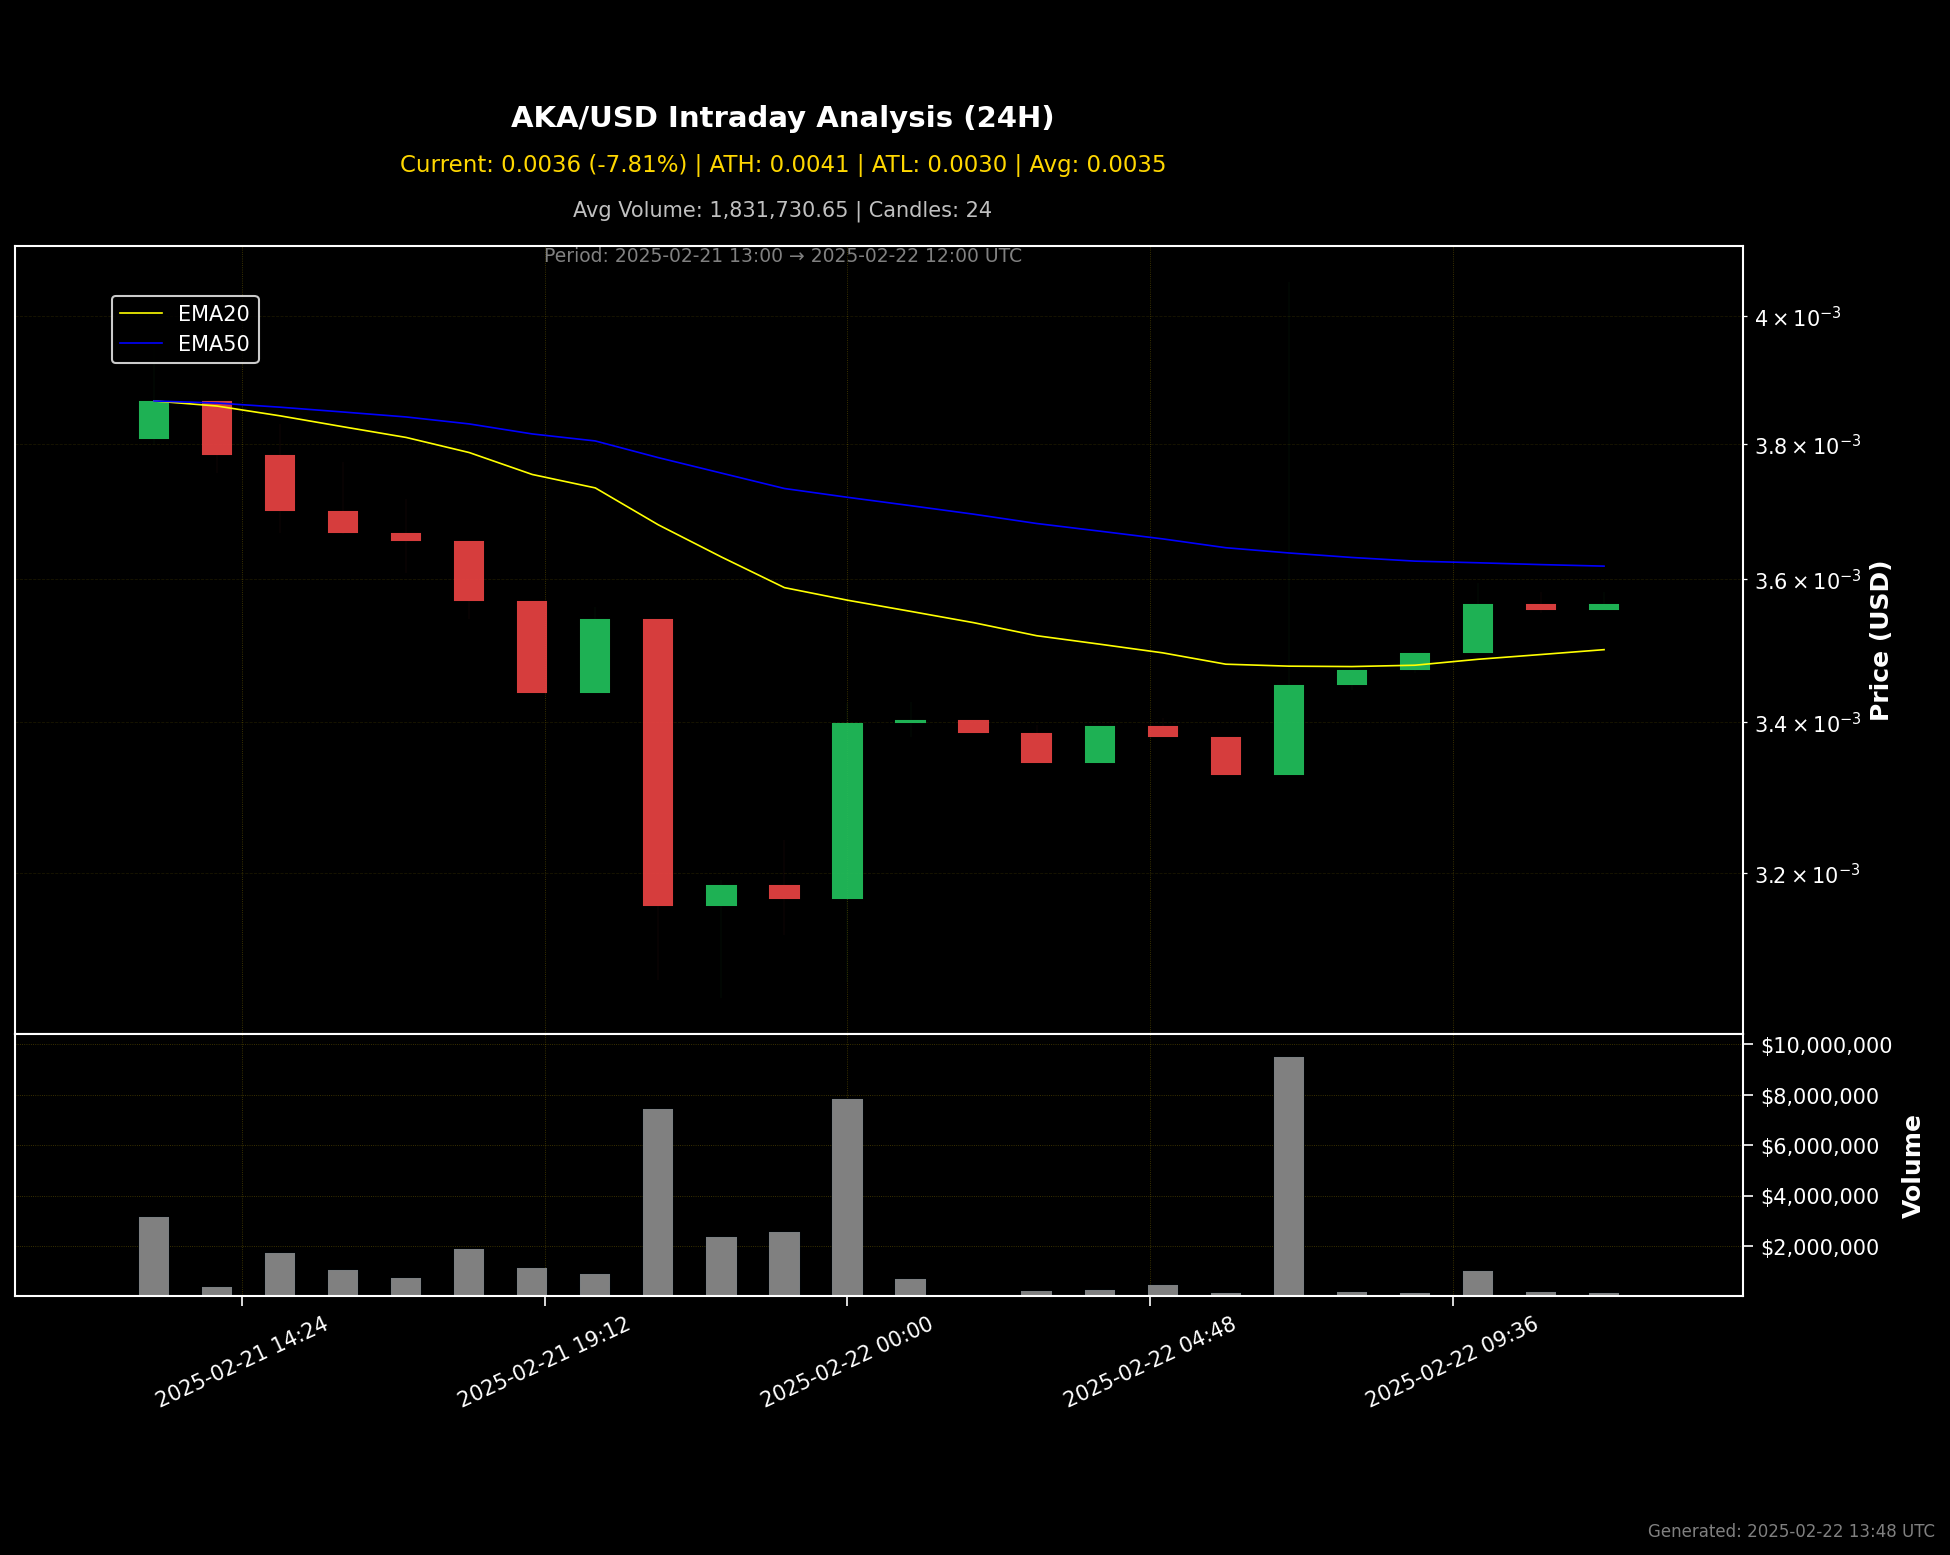 AKA/USD Intraday Analysis (24H)
Current: 0.0036 (-7.81%) | ATH: 0.0041 | ATL: 0.0030 | Avg: 0.0035
Avg Volume: 1,831,730.65 | Candles: 24
Period: 2025-02-21 13:00 → 2025-02-22 12:00 UTC
EMA20
EMA50
4 × 10⁻³
3.8 × 10⁻³
3.6 × 10⁻³
3.4 × 10⁻³
3.2 × 10⁻³
Price (USD)
$10,000,000
$8,000,000
$6,000,000
$4,000,000
$2,000,000
Volume
2025-02-21 14:24
2025-02-21 19:12
2025-02-22 00:00
2025-02-22 04:48
2025-02-22 09:36
Generated: 2025-02-22 13:48 UTC